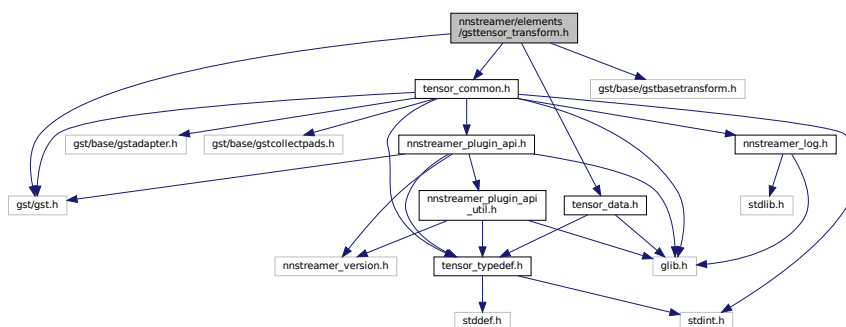 nnstreamer/elements
/gsttensor_transform.h
tensor_common.h
gst/base/gstbasetransform.h
gst/base/gstadapter.h
gst/base/gstcollectpads.h
nnstreamer_plugin_api.h
nnstreamer_log.h
gst/gst.h
nnstreamer_plugin_api
_util.h
tensor_data.h
stdlib.h
nnstreamer_version.h
tensor_typedef.h
glib.h
stddef.h
stdint.h